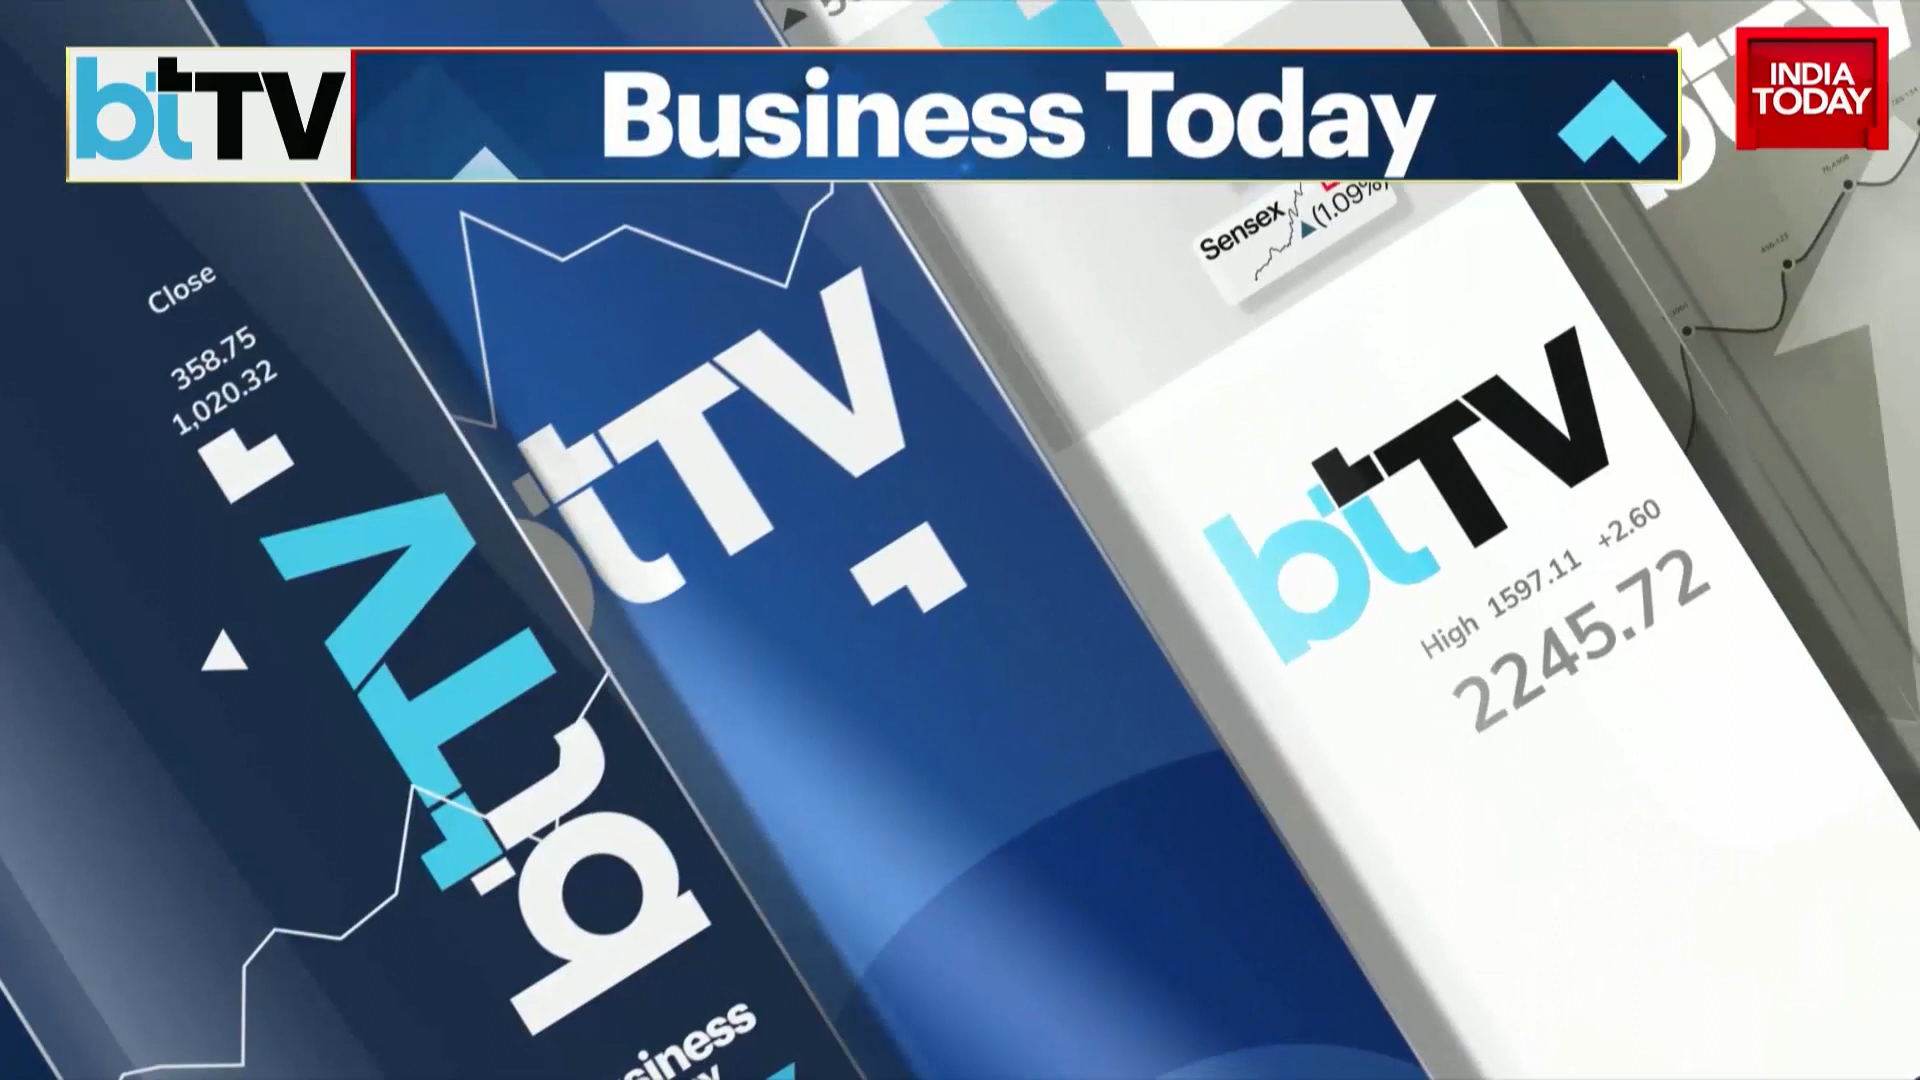 btTV
Business Today
INDIA
TODAY
Sensex
(1.09%)
Close
358.75
1,020.32
btTV
btTV
btTV
High 1597.11 +2.60
2245.72
btTV